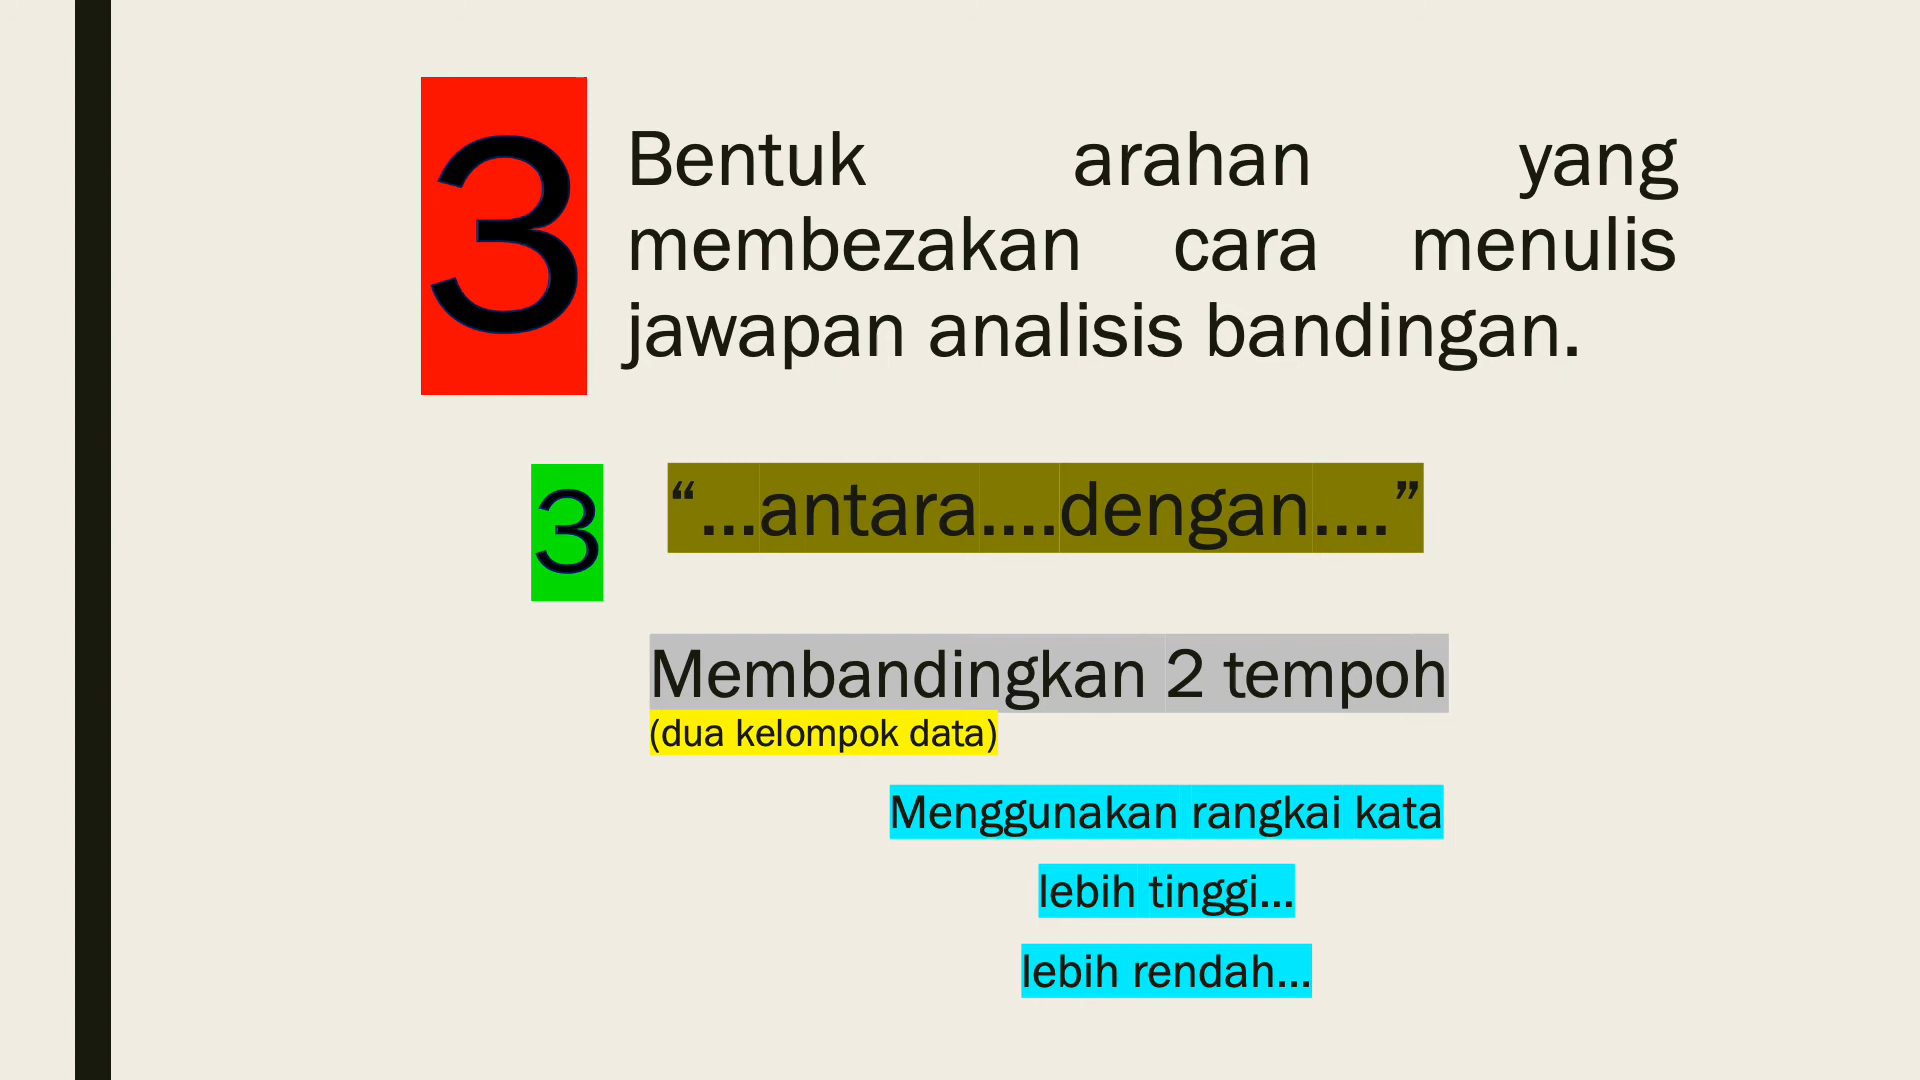 3
Bentuk arahan yang
membezakan cara menulis
jawapan analisis bandingan.
3
“...antara....dengan....”
Membandingkan 2 tempoh
(dua kelompok data)
Menggunakan rangkai kata
lebih tinggi...
lebih rendah...